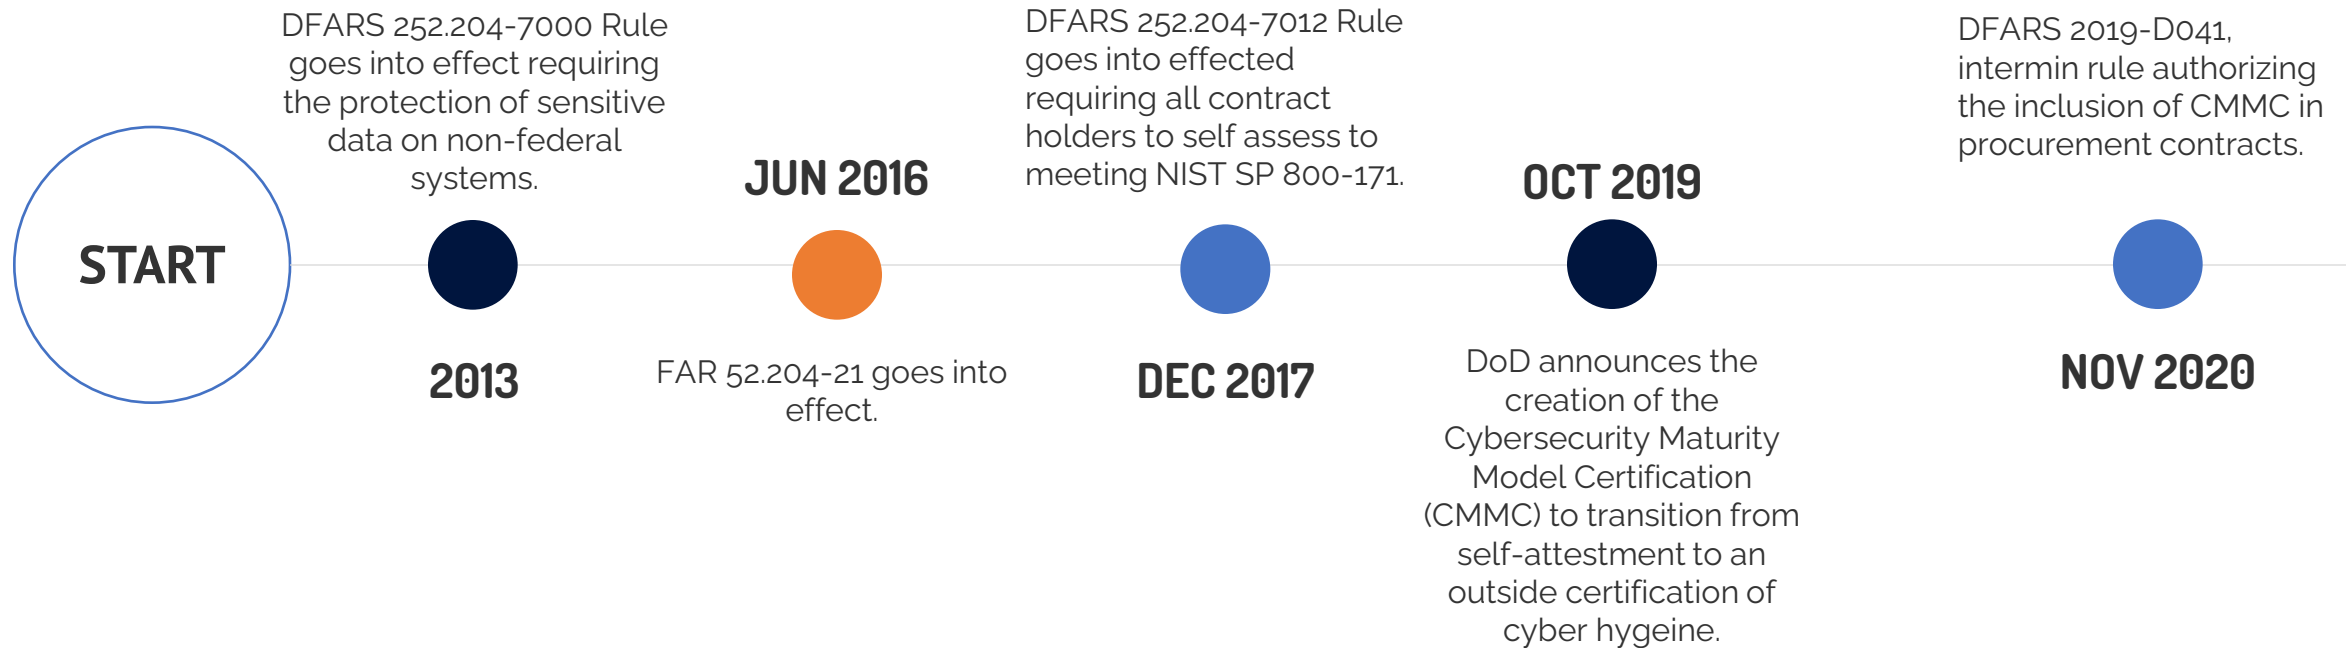 START
DFARS 252.204-7000 Rule
goes into effect requiring
the protection of sensitive
data on non-federal
systems.
2013
JUN 2016
FAR 52.204-21 goes into
effect.
DFARS 252.204-7012 Rule
goes into effected
requiring all contract
holders to self assess to
meeting NIST SP 800-171.
DEC 2017
OCT 2019
DoD announces the
creation of the
Cybersecurity Maturity
Model Certification
(CMMC) to transition from
self-attestment to an
outside certification of
cyber hygeine.
DFARS 2019-D041,
intermin rule authorizing
the inclusion of CMMC in
procurement contracts.
NOV 2020